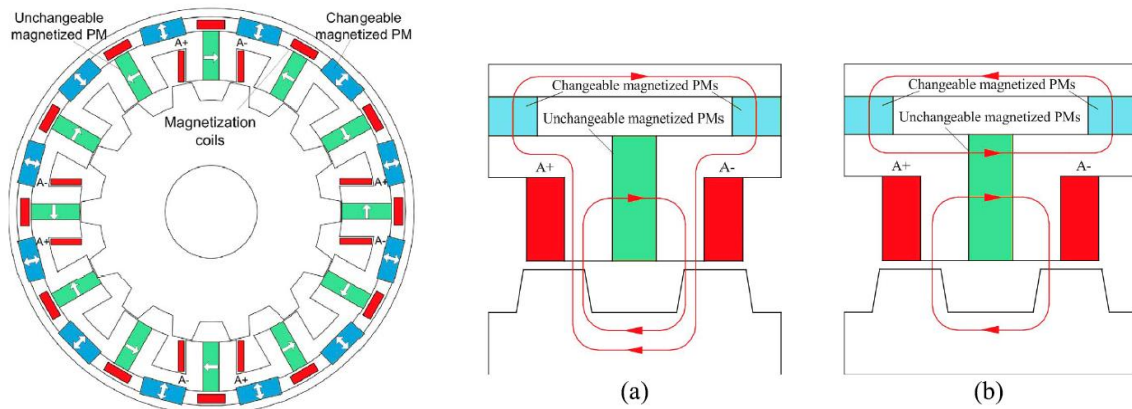 Unchangeable
magnetized PM
Changeable
magnetized PM
A+
A-
Magnetization
coils
A-
A+
A+
A-
A-
A+
Changeable magnetized PMs
Unchangeable magnetized PMs
A+
A-
(a)
Changeable magnetized PMs
Unchangeable magnetized PMs
A+
A-
(b)